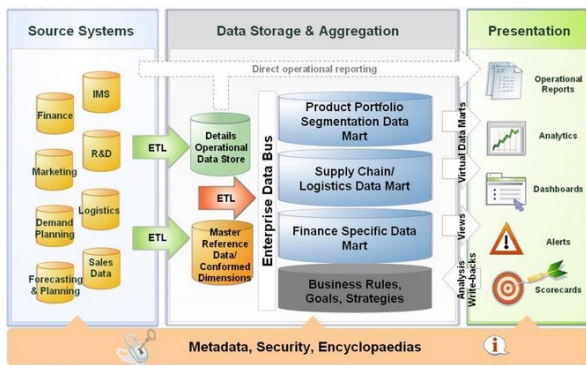 Source Systems
Data Storage & Aggregation
Presentation
Direct operational reporting
IMS
Finance
R&D
Marketing
Logistics
Demand
Planning
Sales
Data
Forecasting
& Planning
ETL
ETL
Details
Operational
Data Store
ETL
Master
Reference
Data/
Conformed
Dimensions
Enterprise Data Bus
Product Portfolio
Segmentation Data
Mart
Supply Chain/
Logistics Data Mart
Finance Specific Data
Mart
Business Rules,
Goals, Strategies
Virtual Data Marts
Views
Analysis
Write-backs
Operational
Reports
Analytics
Dashboards
Alerts
Scorecards
Metadata, Security, Encyclopaedias